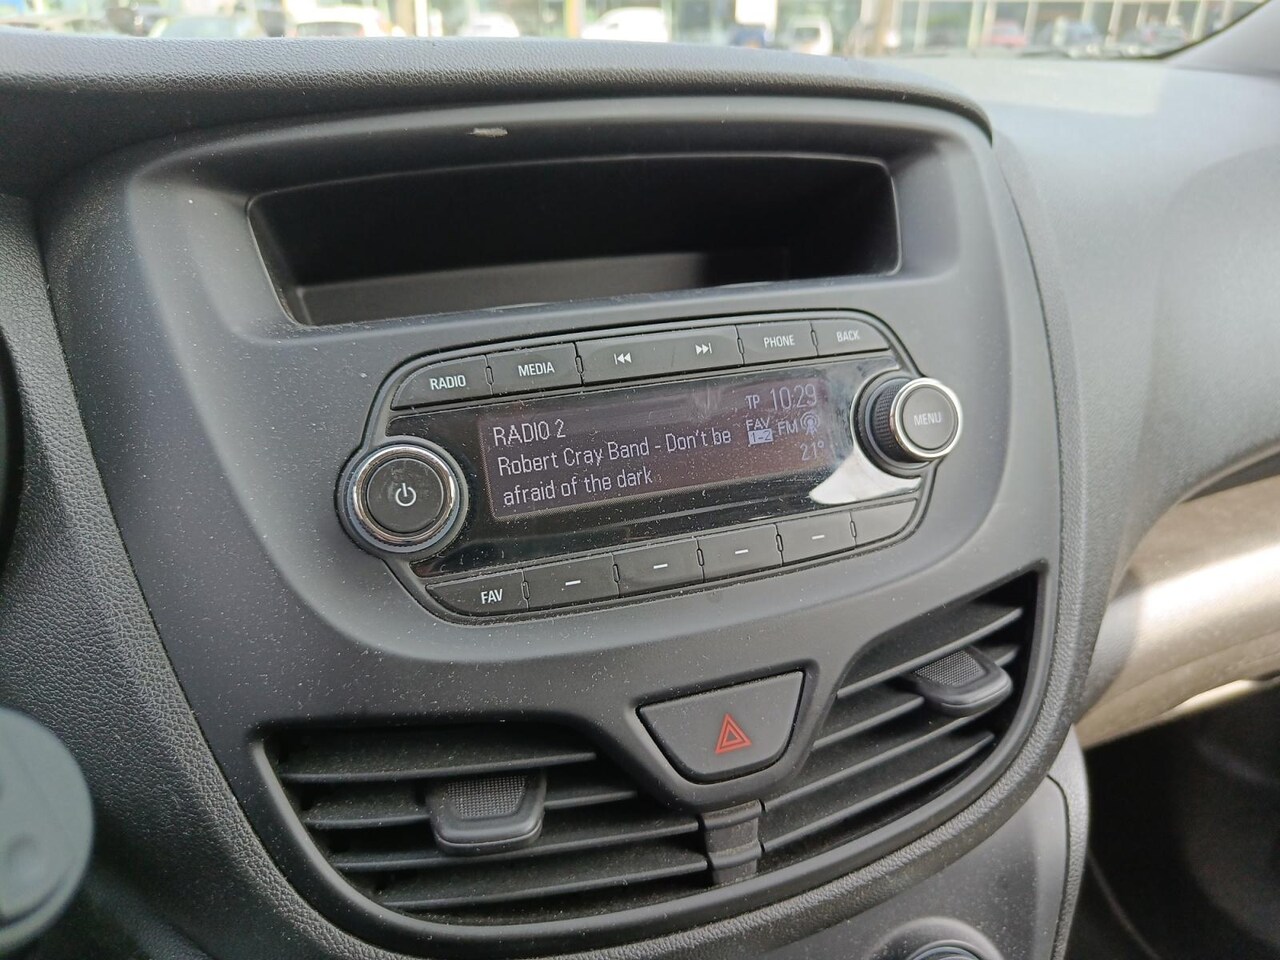 RADIO
MEDIA
PHONE
BACK
TP 10:29
RADIO 2
FAV
1-2 FM
Robert Cray Band - Don't be
afraid of the dark
21°
MENU
FAV